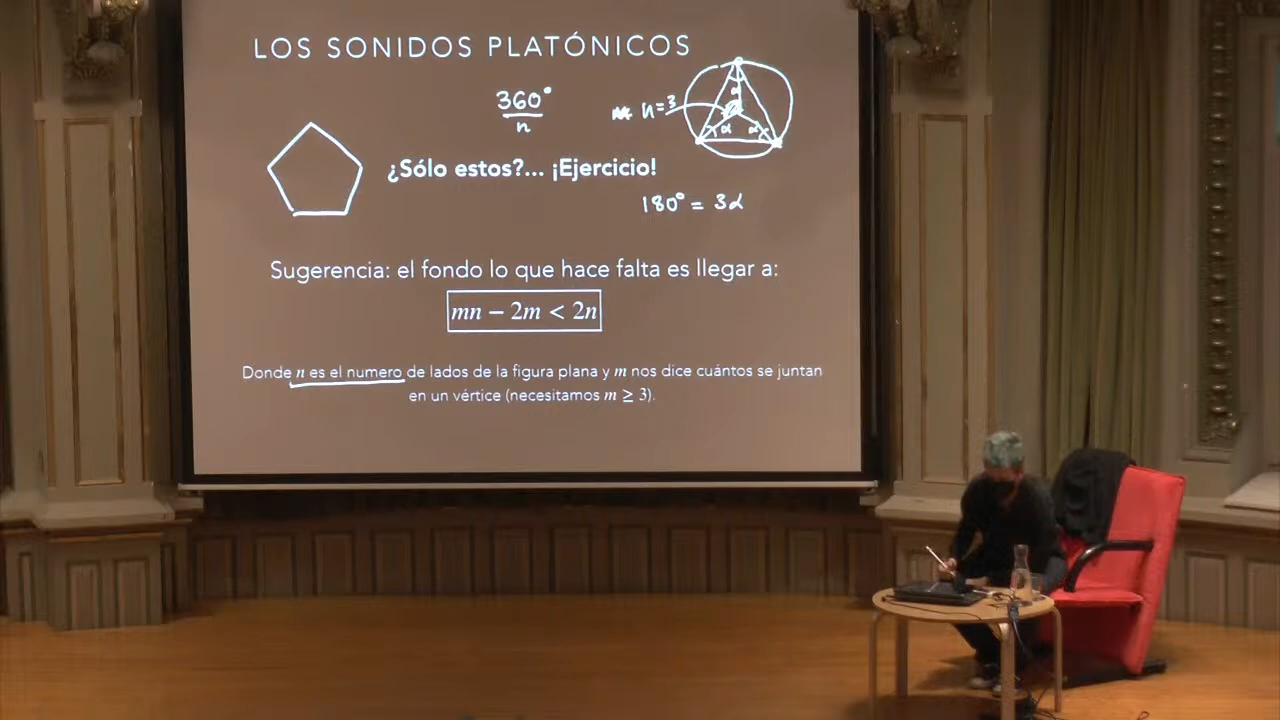 LOS SONIDOS PLATÓNICOS
360°
n
n=3
α
α
α
¿Sólo estos?... ¡Ejercicio!
180° = 3α
Sugerencia: el fondo lo que hace falta es llegar a:
mn − 2m < 2n
Donde n es el numero de lados de la figura plana y m nos dice cuántos se juntan
en un vértice (necesitamos m ≥ 3).